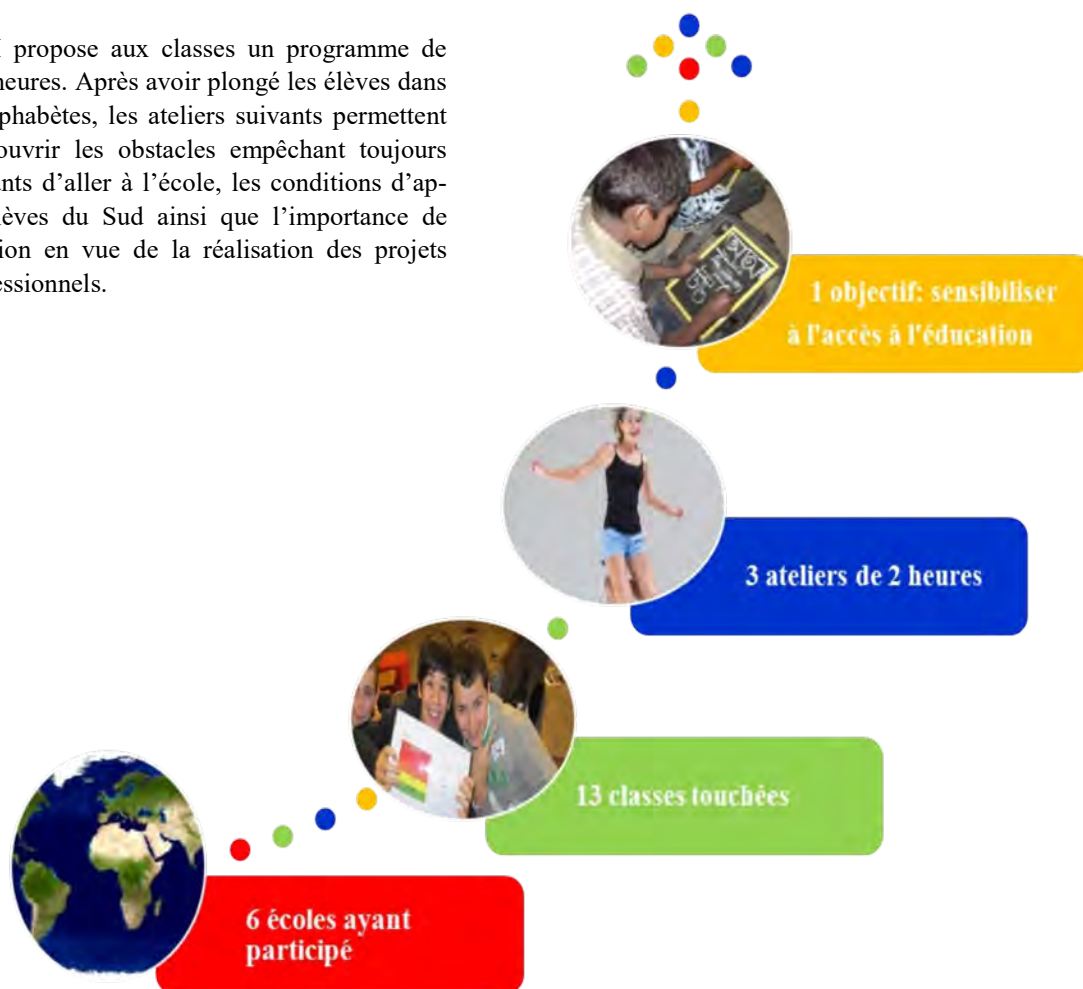 propose aux classes un programme de
heures. Après avoir plongé les élèves dans
phabètes, les ateliers suivants permettent
ouvrir les obstacles empêchant toujours
nts d'aller à l'école, les conditions d'ap-
lèves du Sud ainsi que l'importance de
ion en vue de la réalisation des projets
essionnels.
1 objectif: sensibiliser
à l'accès à l'éducation
3 ateliers de 2 heures
13 classes touchées
6 écoles ayant
participé